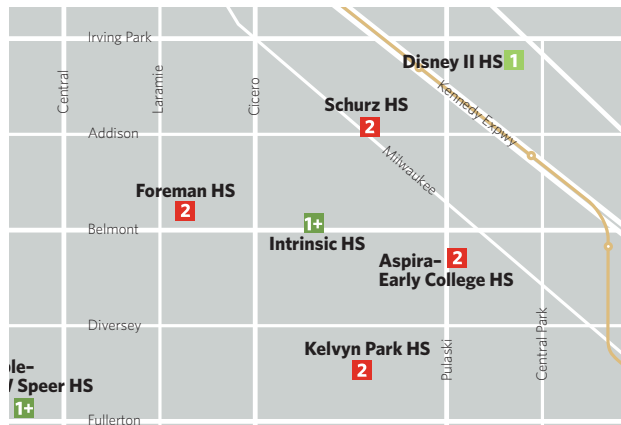 Irving Park
Disney II HS 1
Central
Laramie
Cicero
Kennedy Expwy
Schurz HS
2
Addison
Milwaukee
Foreman HS
2
Belmont
1+
Intrinsic HS
Aspira– 2
Early College HS
Diversey
Pulaski
Central Park
Kelvyn Park HS
2
Speer HS
1+
Fullerton